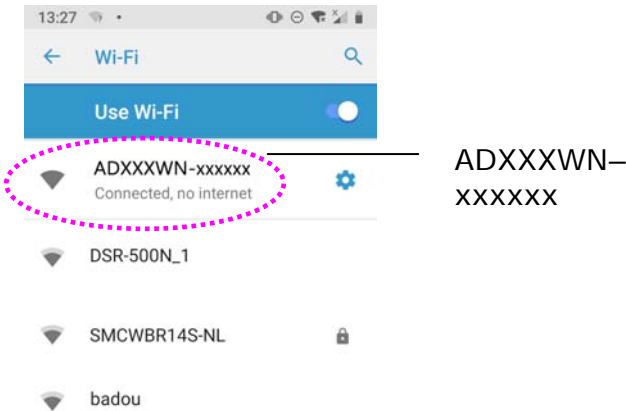 13:27
Wi-Fi
Use Wi-Fi
ADXXXWN-xxxxxx
Connected, no internet
ADXXXWN–
xxxxxx
DSR-500N_1
SMCWBR14S-NL
badou